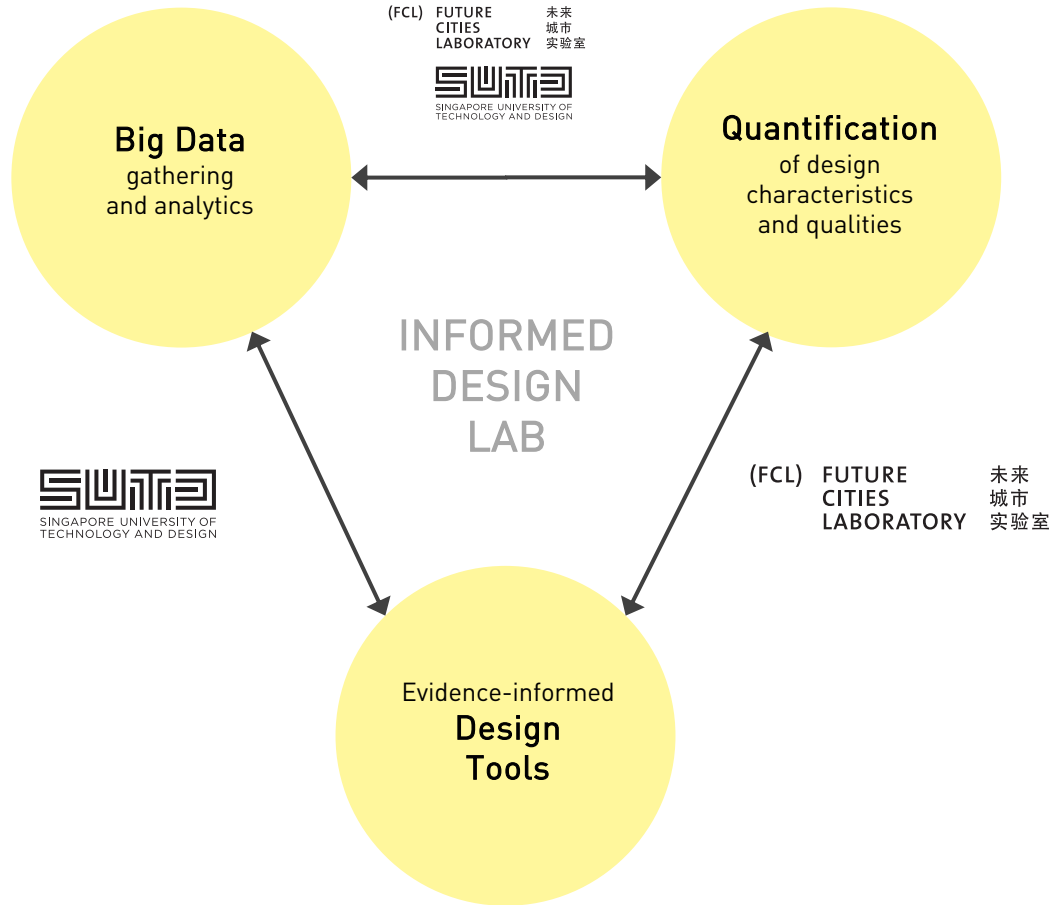 (FCL) FUTURE 未来
CITIES 城市
LABORATORY 实验室
SUTD
SINGAPORE UNIVERSITY OF
TECHNOLOGY AND DESIGN
Big Data
gathering
and analytics
Quantification
of design
characteristics
and qualities
INFORMED
DESIGN
LAB
SUTD
SINGAPORE UNIVERSITY OF
TECHNOLOGY AND DESIGN
(FCL) FUTURE 未来
CITIES 城市
LABORATORY 实验室
Evidence-informed
Design
Tools